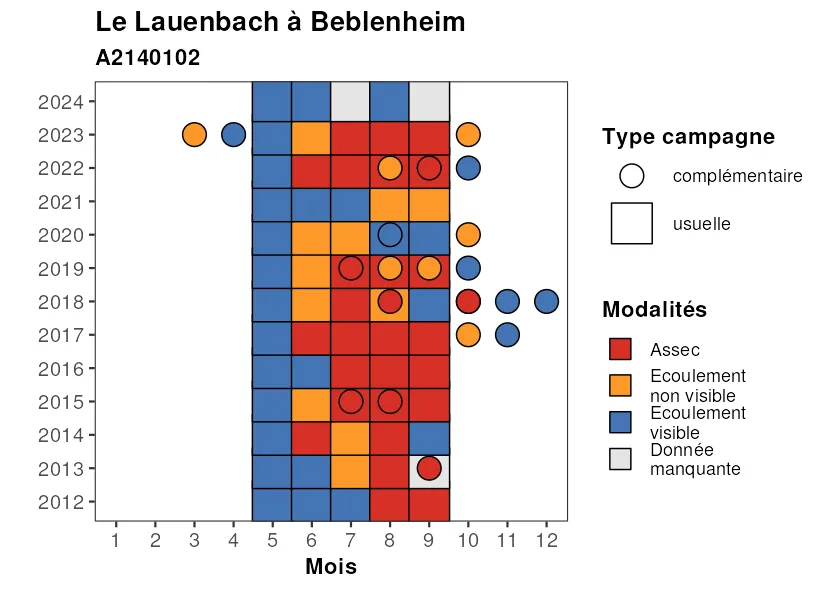 Le Lauenbach à Beblenheim
A2140102
2024
2023
2022
2021
2020
2019
2018
2017
2016
2015
2014
2013
2012
1 2 3 4 5 6 7 8 9 10 11 12
Mois
Type campagne
complémentaire
usuelle
Modalités
Assec
Ecoulement
non visible
Ecoulement
visible
Donnée
manquante